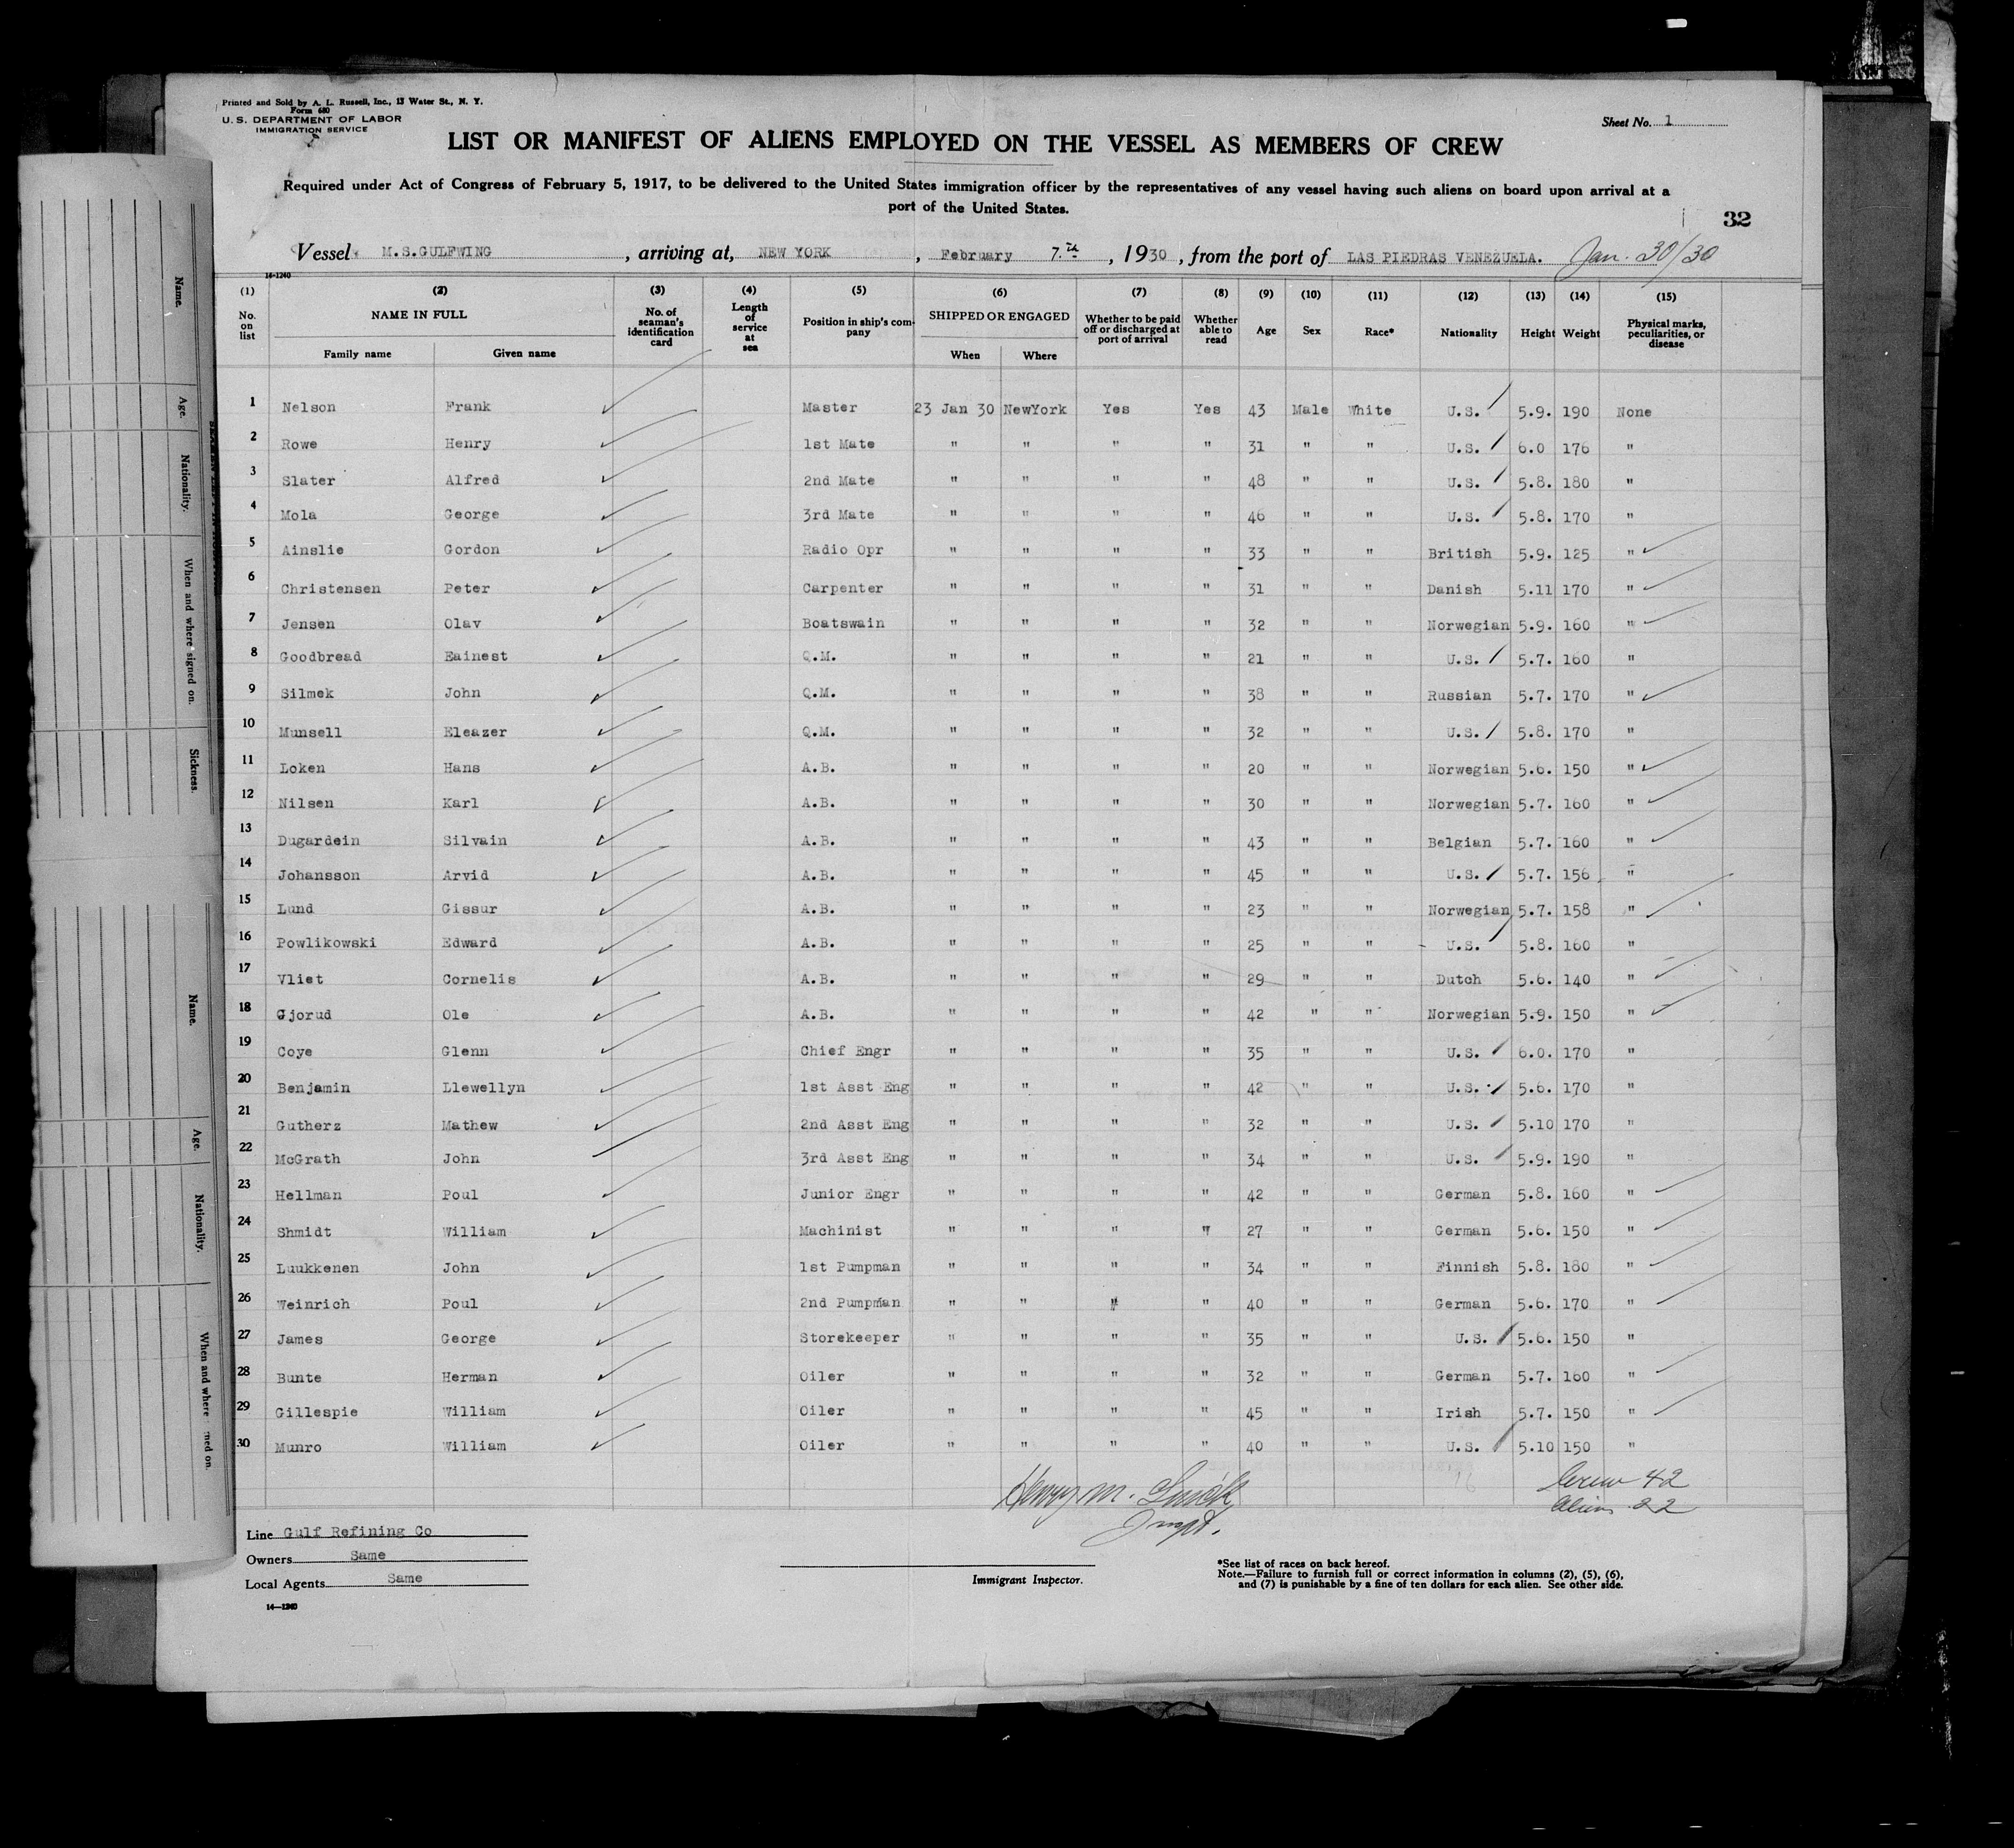 Printed and Sold by A. L. Russell, Inc., 13 Water St., N. Y.
Form 680
U. S. DEPARTMENT OF LABOR
IMMIGRATION SERVICE
Sheet No. 1
LIST OR MANIFEST OF ALIENS EMPLOYED ON THE VESSEL AS MEMBERS OF CREW
Required under Act of Congress of February 5, 1917, to be delivered to the United States immigration officer by the representatives of any vessel having such aliens on board upon arrival at a
port of the United States.
32
Vessel M.S.GULFWING, arriving at, NEW YORK, February 7.th, 1930, from the port of LAS PIEDRAS VENEZUELA. Jan. 30/30
14-1240
(1) (2) (3) (4) (5) (6) (7) (8) (9) (10) (11) (12) (13) (14) (15)
No. on list NAME IN FULL Family name Given name No. of seaman's identification card Length of service at sea Position in ship's company SHIPPED OR ENGAGED When Where Whether to be paid off or discharged at port of arrival Whether able to read Age Sex Race* Nationality Height Weight Physical marks, peculiarities, or disease
1 Nelson Frank Master 23 Jan 30 NewYork Yes Yes 43 Male White U.S. 5.9. 190 None
2 Rowe Henry 1st Mate " " " " 31 " " U.S. 6.0 176 "
3 Slater Alfred 2nd Mate " " " " 48 " " U.S. 5.8. 180 "
4 Mola George 3rd Mate " " " " 46 " " U.S. 5.8. 170 "
5 Ainslie Gordon Radio Opr " " " " 33 " " British 5.9. 125 "
6 Christensen Peter Carpenter " " " " 31 " " Danish 5.11 170 "
7 Jensen Olav Boatswain " " " " 32 " " Norwegian 5.9. 160 "
8 Goodbread Eainest Q.M. " " " " 21 " " U.S. 5.7. 160 "
9 Silmek John Q.M. " " " " 38 " " Russian 5.7. 170 "
10 Munsell Eleazer Q.M. " " " " 32 " " U.S. 5.8. 170 "
11 Loken Hans A.B. " " " " 20 " " Norwegian 5.6. 150 "
12 Nilsen Karl A.B. " " " " 30 " " Norwegian 5.7. 160 "
13 Dugardein Silvain A.B. " " " " 43 " " Belgian 5.7. 160 "
14 Johansson Arvid A.B. " " " " 45 " " U.S. 5.7. 156 "
15 Lund Gissur A.B. " " " " 23 " " Norwegian 5.7. 158 "
16 Powlikowski Edward A.B. " " " " 25 " " U.S. 5.8. 160 "
17 Vliet Cornelis A.B. " " " " 29 " " Dutch 5.6. 140 "
18 Gjorud Ole A.B. " " " " 42 " " Norwegian 5-9. 150 "
19 Coye Glenn Chief Engr " " " " 35 " " U.S. 6.0. 170 "
20 Benjamin Llewellyn 1st Asst Eng " " " " 42 " " U.S. 5.6. 170 "
21 Gutherz Mathew 2nd Asst Eng " " " " 32 " " U.S. 5.10 170 "
22 McGrath John 3rd Asst Eng " " " " 34 " " U.S. 5.9. 190 "
23 Hellman Poul Junior Engr " " " " 42 " " German 5.8. 160 "
24 Shmidt William Machinist " " " " 27 " " German 5.6. 150 "
25 Luukkenen John 1st Pumpman " " " " 34 " " Finnish 5.8. 180 "
26 Weinrich Poul 2nd Pumpman " " " " 40 " " German 5.6. 170 "
27 James George Storekeeper " " " " 35 " " U.S. 5.6. 150 "
28 Bunte Herman Oiler " " " " 32 " " German 5.7. 160 "
29 Gillespie William Oiler " " " " 45 " " Irish 5.7. 150 "
30 Munro William Oiler " " " " 40 " " U.S. 5.10 150 "
Henry M. Inspt.
Crew 42
Aliens 22
Line Gulf Refining Co
Owners Same
Local Agents Same
14—1240
Immigrant Inspector.
*See list of races on back hereof.
Note.—Failure to furnish full or correct information in columns (2), (5), (6),
and (7) is punishable by a fine of ten dollars for each alien. See other side.
Name.
Age.
Nationality.
When and where signed on.
Sickness.
Name.
Age.
Nationality.
When and where